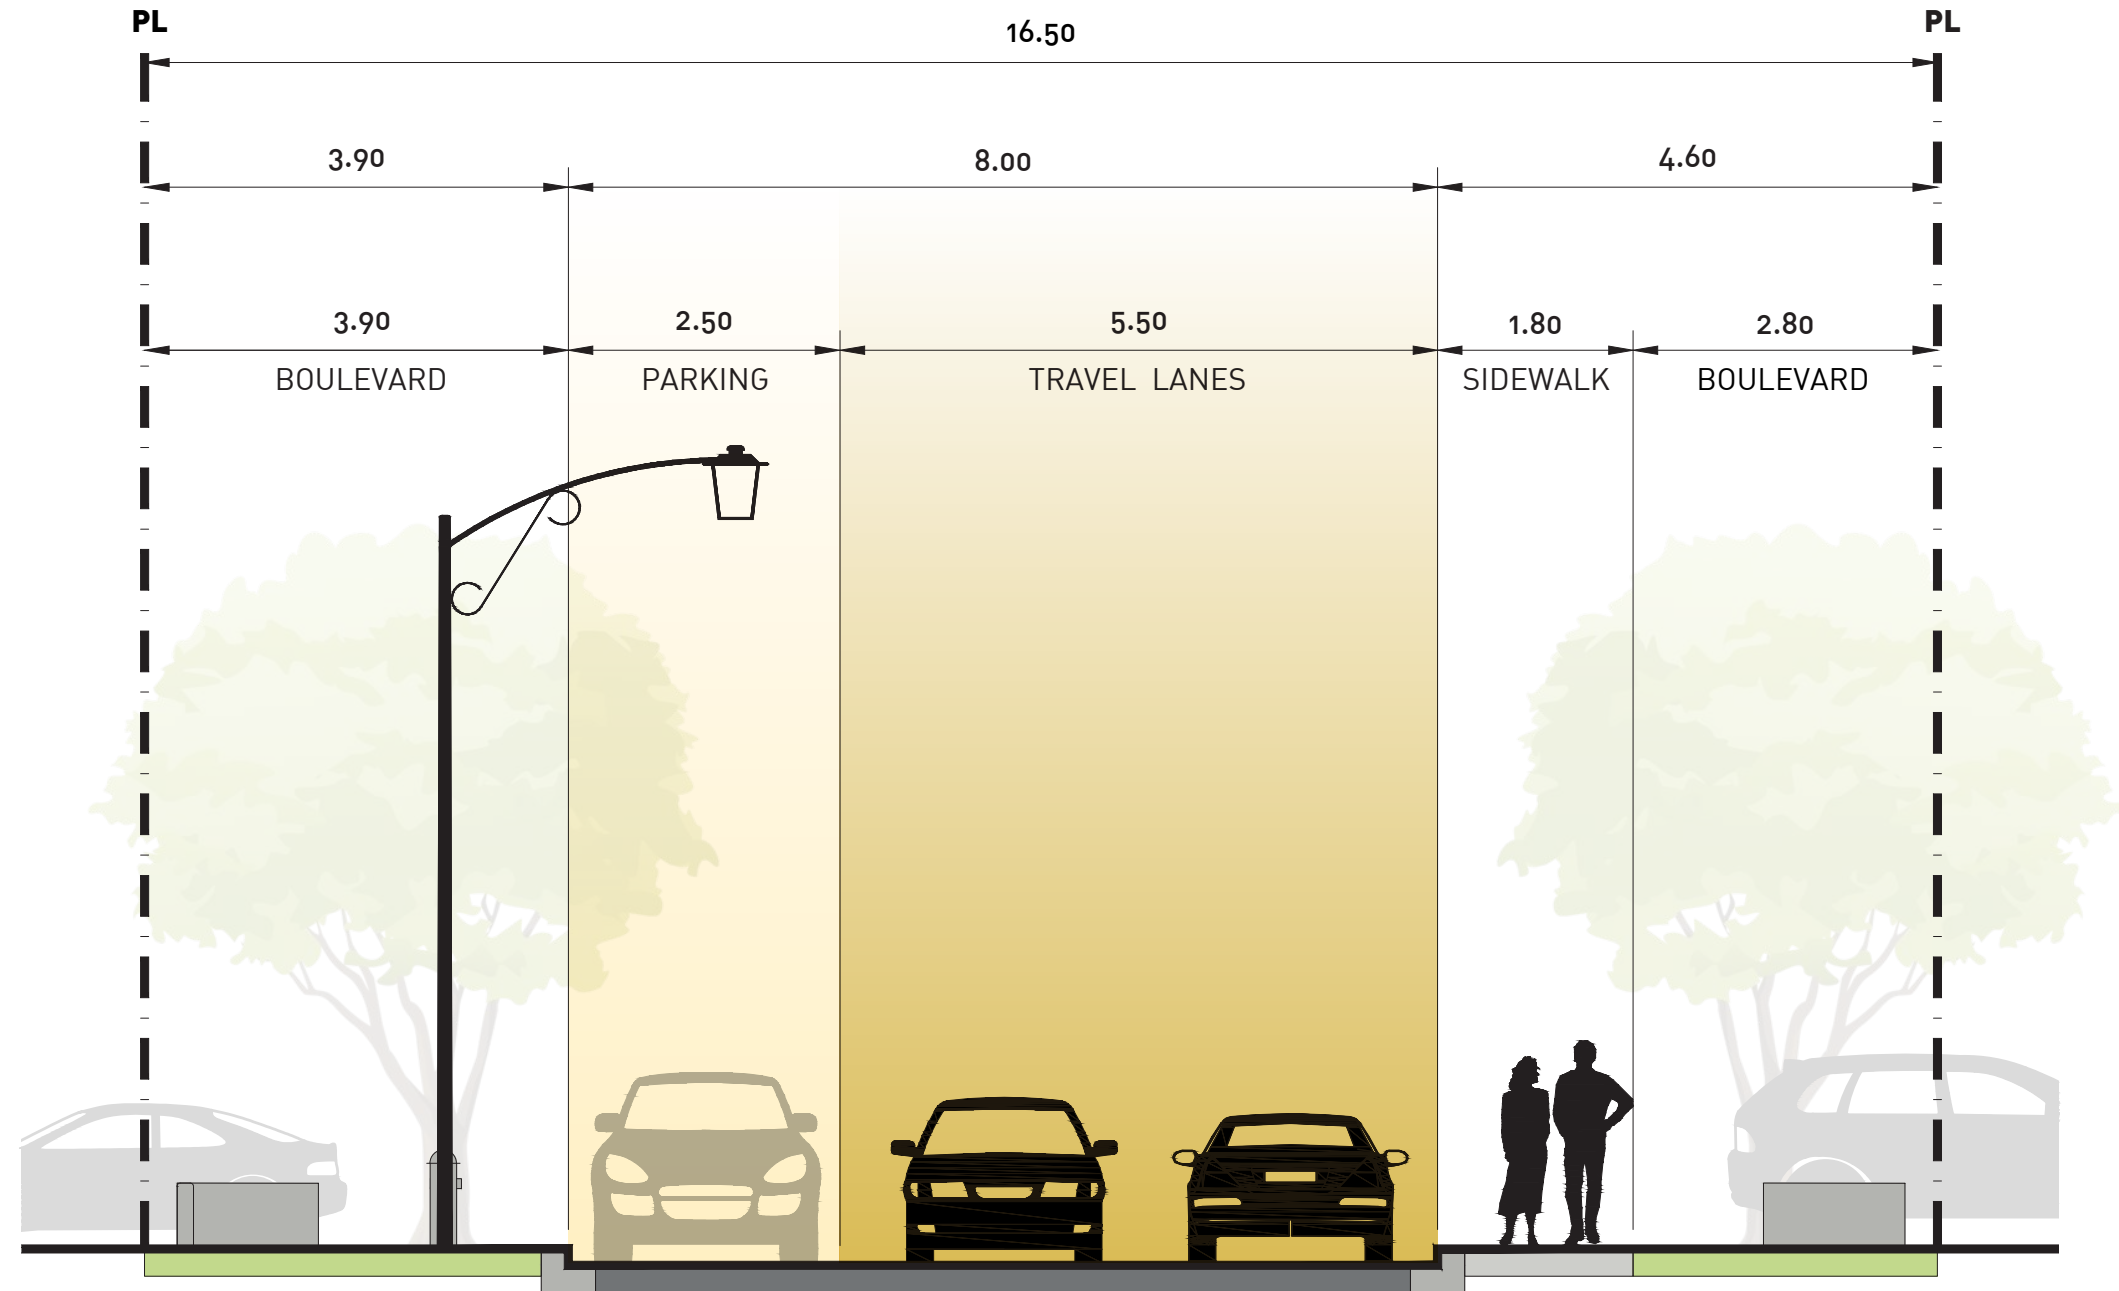 PL 16.50 PL
3.90 8.00 4.60
3.90 2.50 5.50 1.80 2.80
BOULEVARD PARKING TRAVEL LANES SIDEWALK BOULEVARD